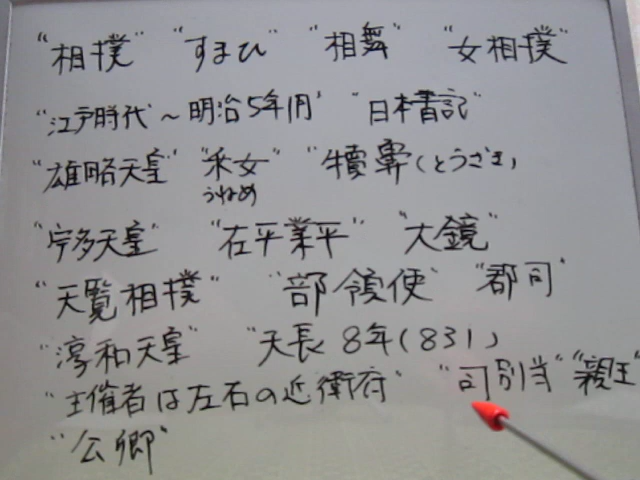 "相撲" "すまひ" "相舞" "女相撲"
"江戸時代~明治5年1月" "日本書記"
"雄略天皇" "采女" "犢鼻(とうさぎ)
うねめ
"宇多天皇" "在平業平" "大鏡"
"天覧相撲" "部領使" "郡司"
"淳和天皇" "天長8年(831)
"主催者は左右の近衛府" "司別当" "親王
"公卿"